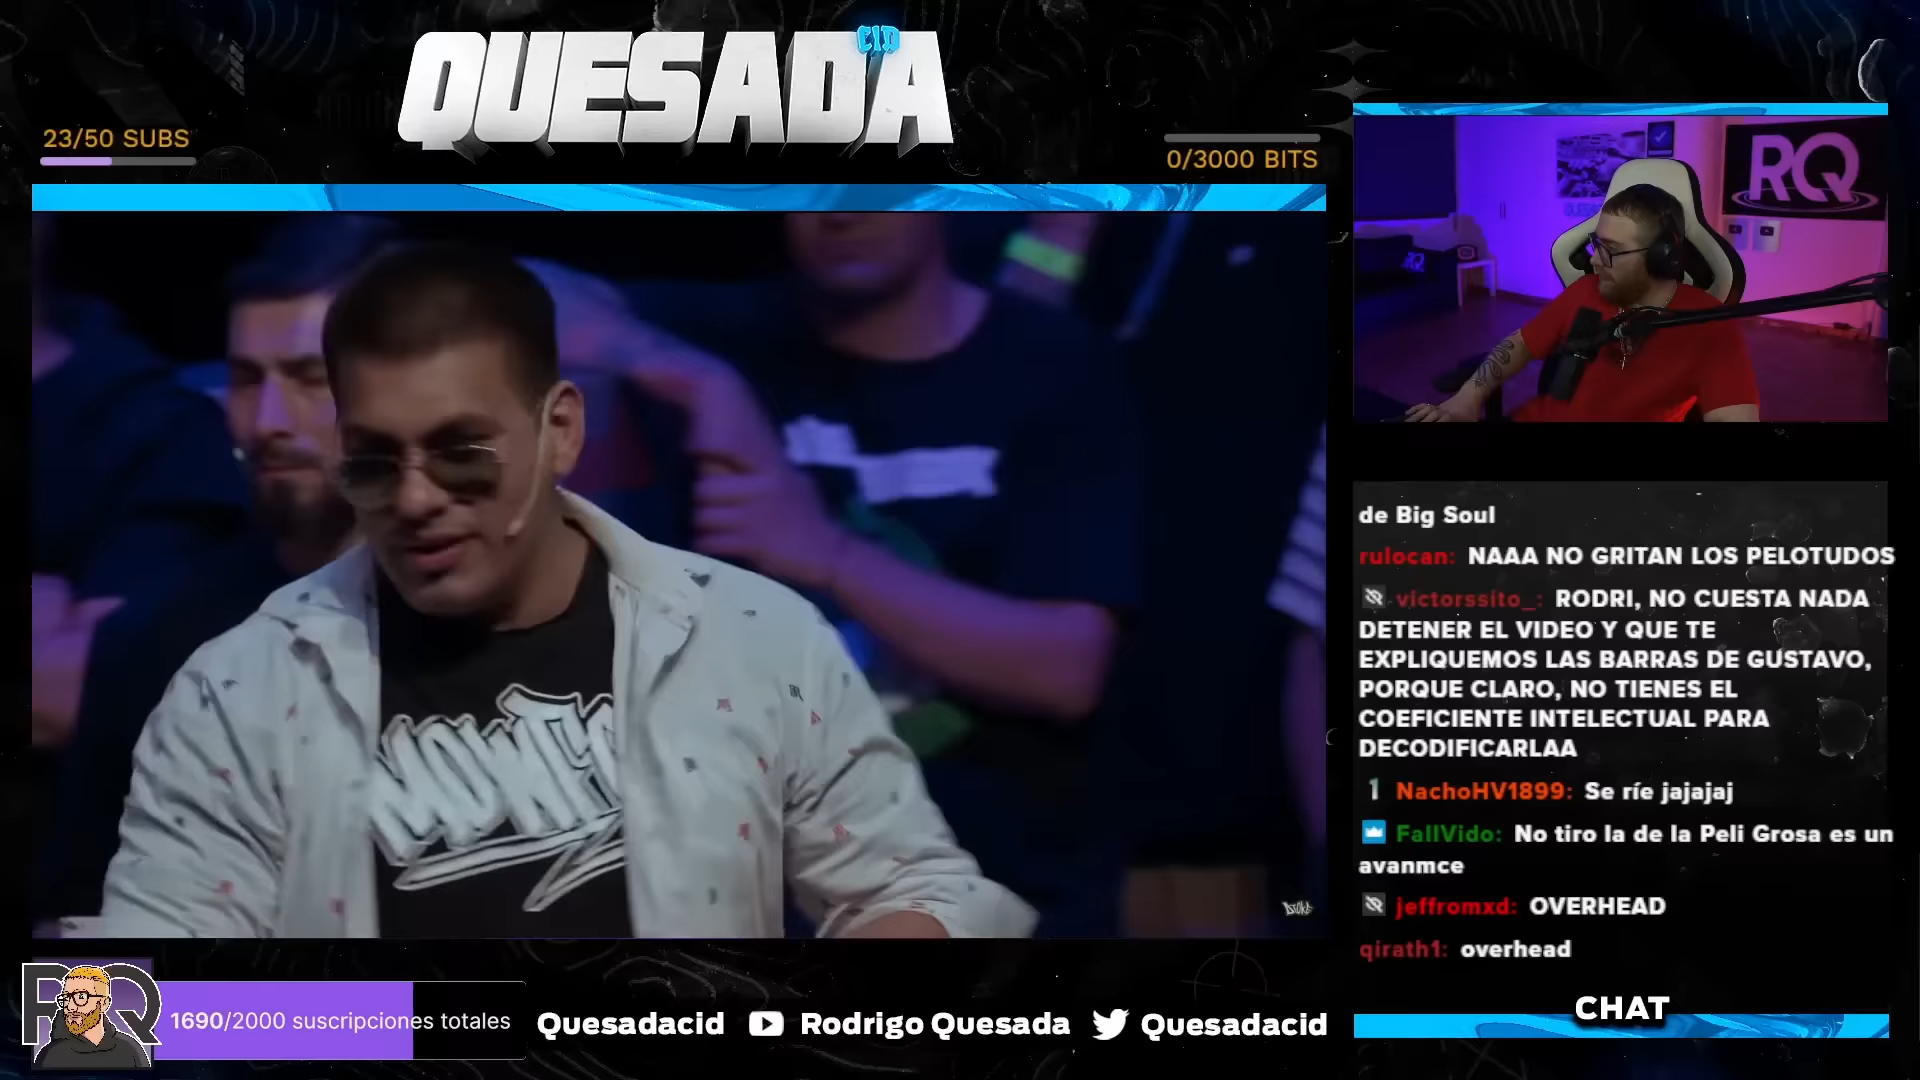 CID
QUESADA
23/50 SUBS
0/3000 BITS
RQ
RQ
de Big Soul
rulocan: NAAA NO GRITAN LOS PELOTUDOS
victorssito_: RODRI, NO CUESTA NADA
DETENER EL VIDEO Y QUE TE
EXPLIQUEMOS LAS BARRAS DE GUSTAVO,
PORQUE CLARO, NO TIENES EL
COEFICIENTE INTELECTUAL PARA
DECODIFICARLAA
1 NachoHV1899: Se ríe jajajaj
FallVido: No tiro la de la Peli Grosa es un
avanmce
jeffromxd: OVERHEAD
qirath1: overhead
CHAT
RQ
1690/2000 suscripciones totales
Quesadacid
Rodrigo Quesada
Quesadacid